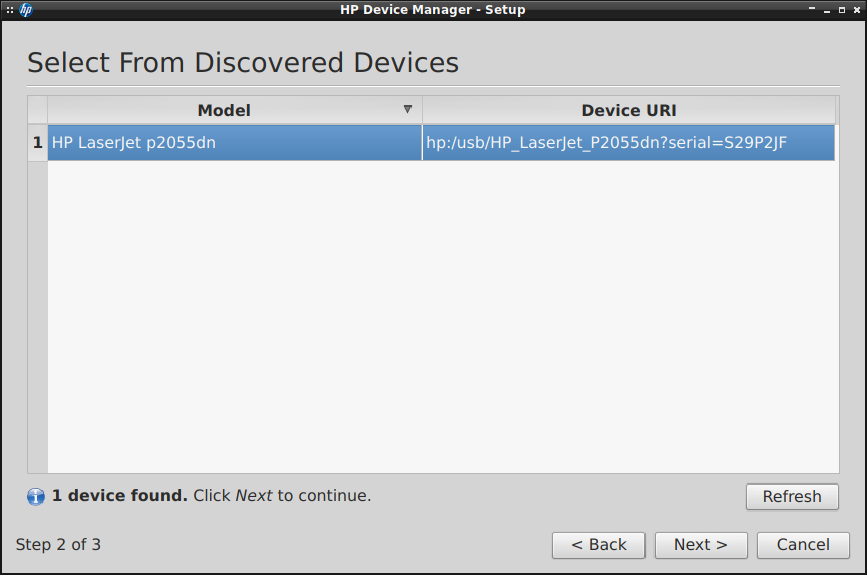 hp HP Device Manager - Setup
Select From Discovered Devices
Model Device URI
1 HP LaserJet p2055dn hp:/usb/HP_LaserJet_P2055dn?serial=S29P2JF
1 device found. Click Next to continue.
Refresh
Step 2 of 3 < Back Next > Cancel